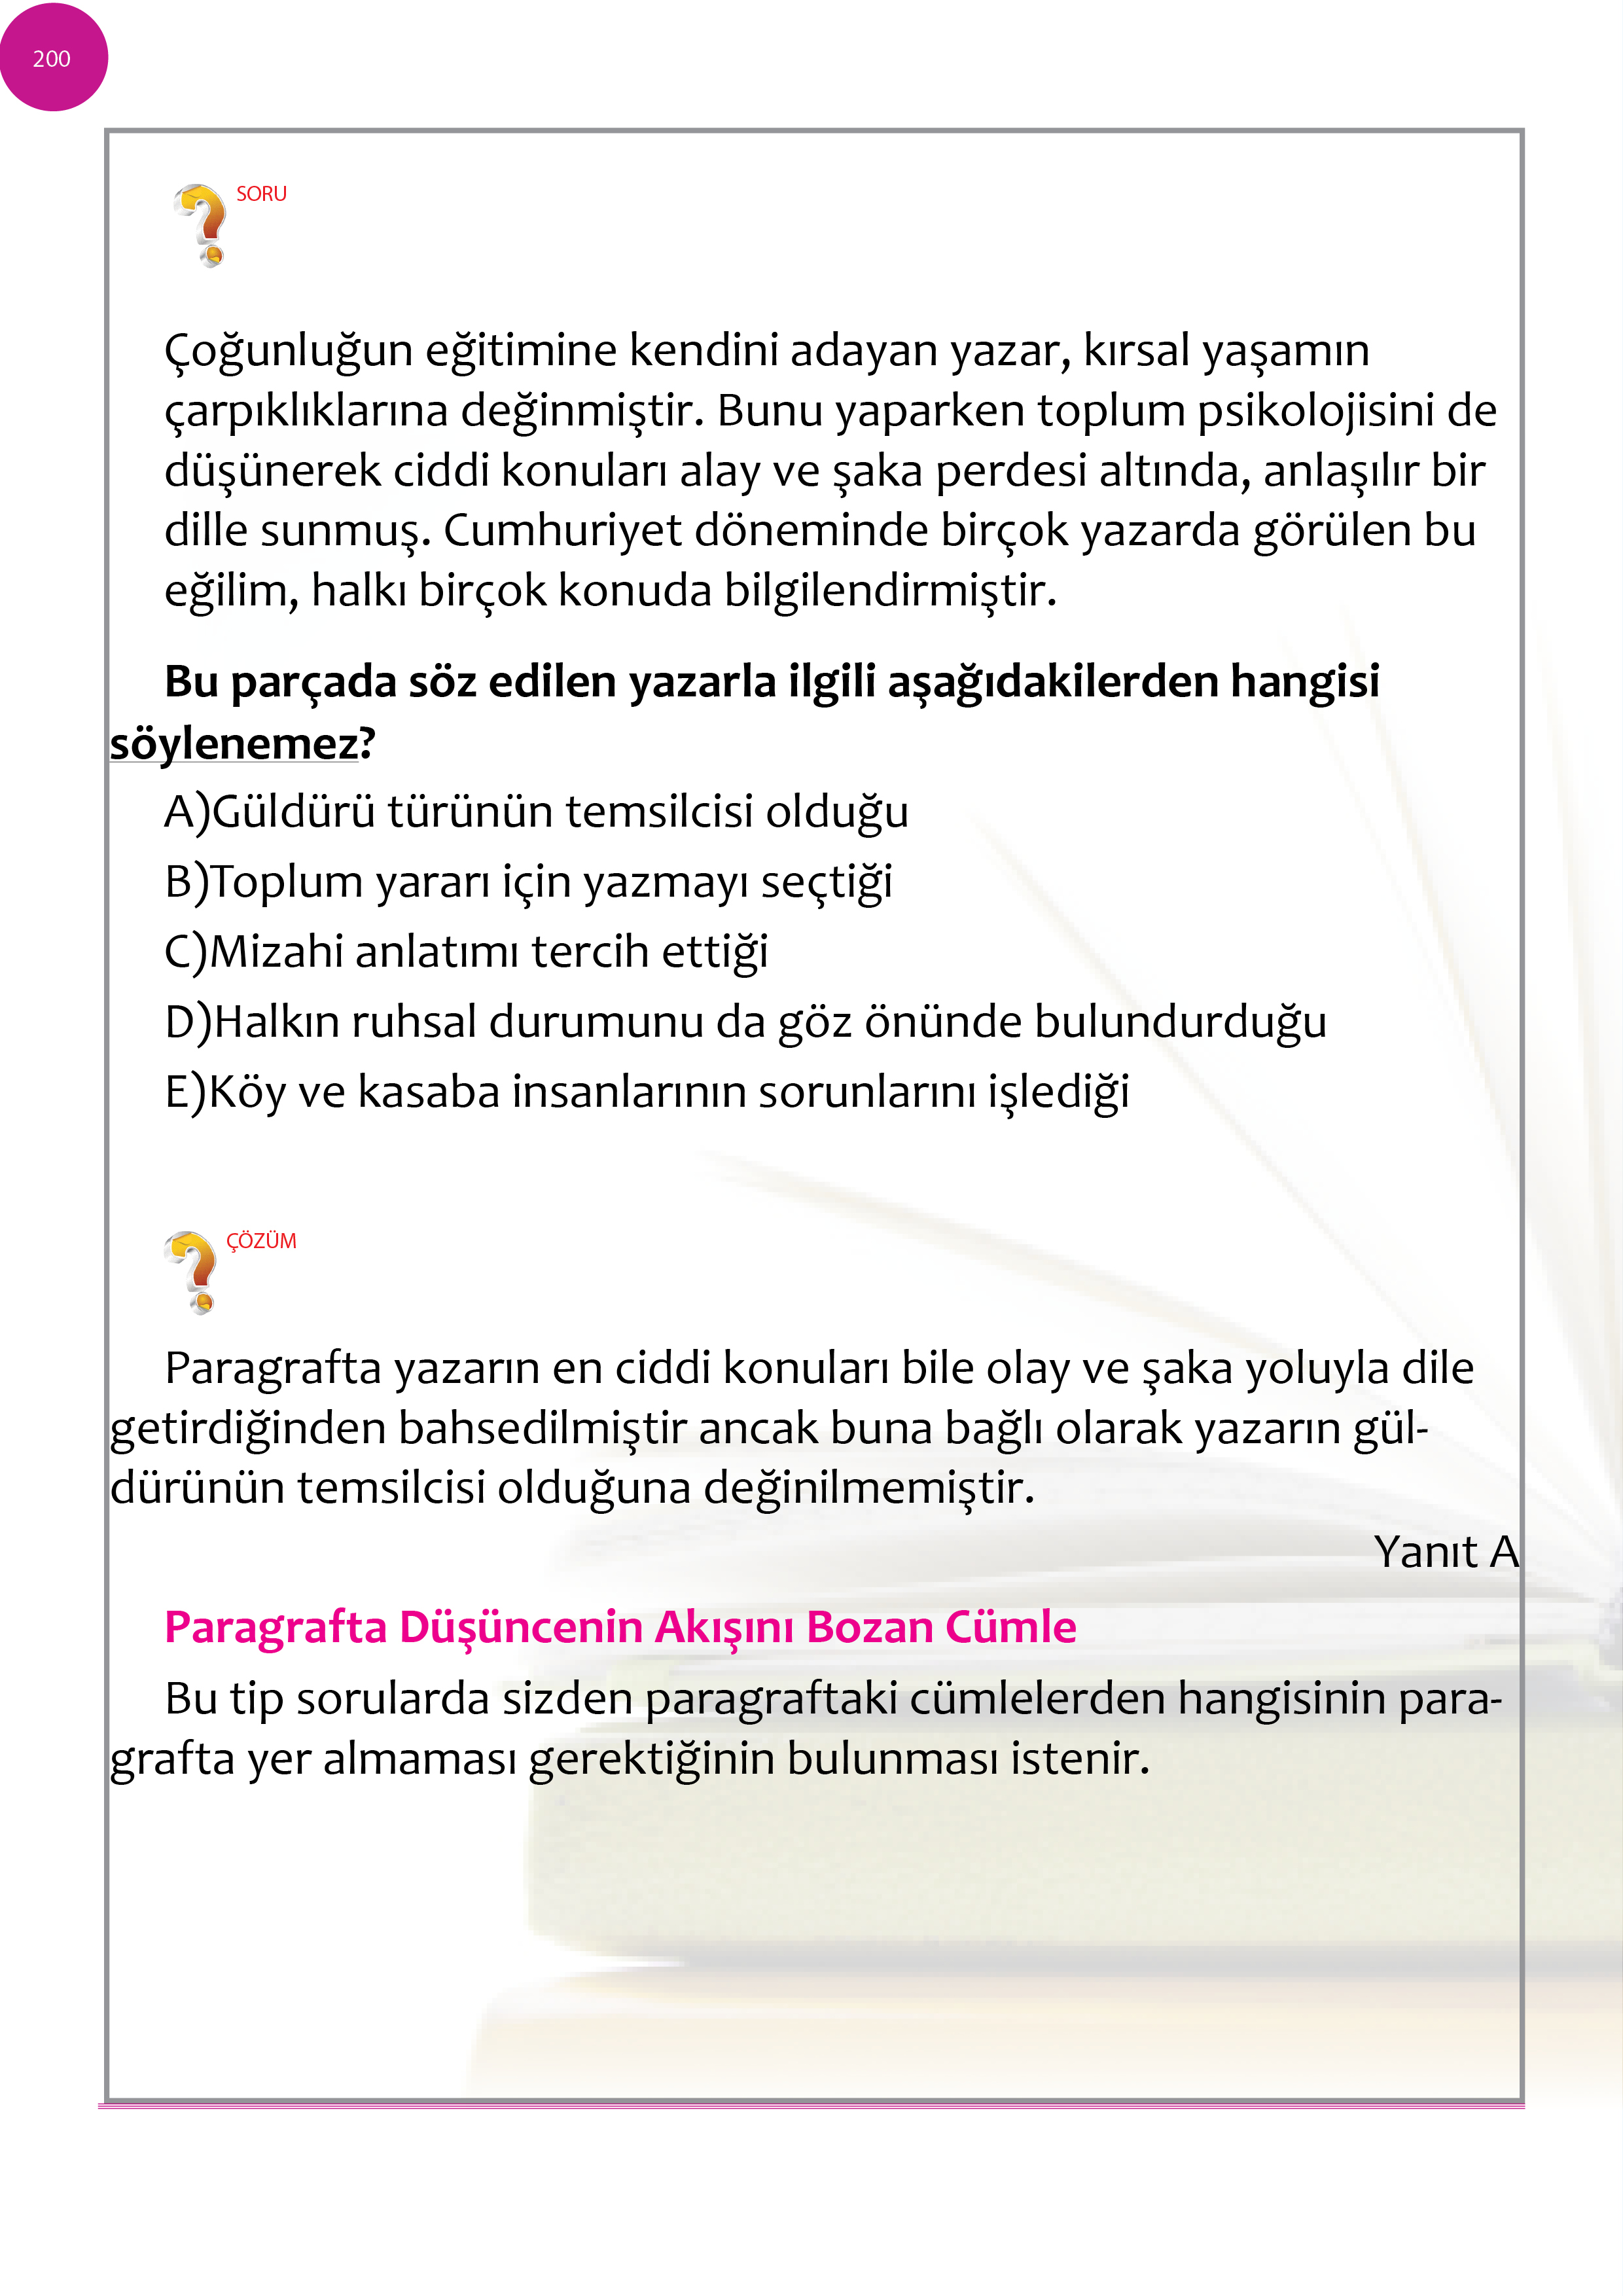 200
SORU
Çoğunluğun eğitimine kendini adayan yazar, kırsal yaşamın
çarpıklıklarına değinmiştir. Bunu yaparken toplum psikolojisini de
düşünerek ciddi konuları alay ve şaka perdesi altında, anlaşılır bir
dille sunmuş. Cumhuriyet döneminde birçok yazarda görülen bu
eğilim, halkı birçok konuda bilgilendirmiştir.
Bu parçada söz edilen yazarla ilgili aşağıdakilerden hangisi
söylenemez?
A)Güldürü türünün temsilcisi olduğu
B)Toplum yararı için yazmayı seçtiği
C)Mizahi anlatımı tercih ettiği
D)Halkın ruhsal durumunu da göz önünde bulundurduğu
E)Köy ve kasaba insanlarının sorunlarını işlediği
ÇÖZÜM
Paragrafta yazarın en ciddi konuları bile olay ve şaka yoluyla dile
getirdiğinden bahsedilmiştir ancak buna bağlı olarak yazarın gül-
dürünün temsilcisi olduğuna değinilmemiştir.
Yanıt A
Paragrafta Düşüncenin Akışını Bozan Cümle
Bu tip sorularda sizden paragraftaki cümlelerden hangisinin para-
grafta yer almaması gerektiğinin bulunması istenir.